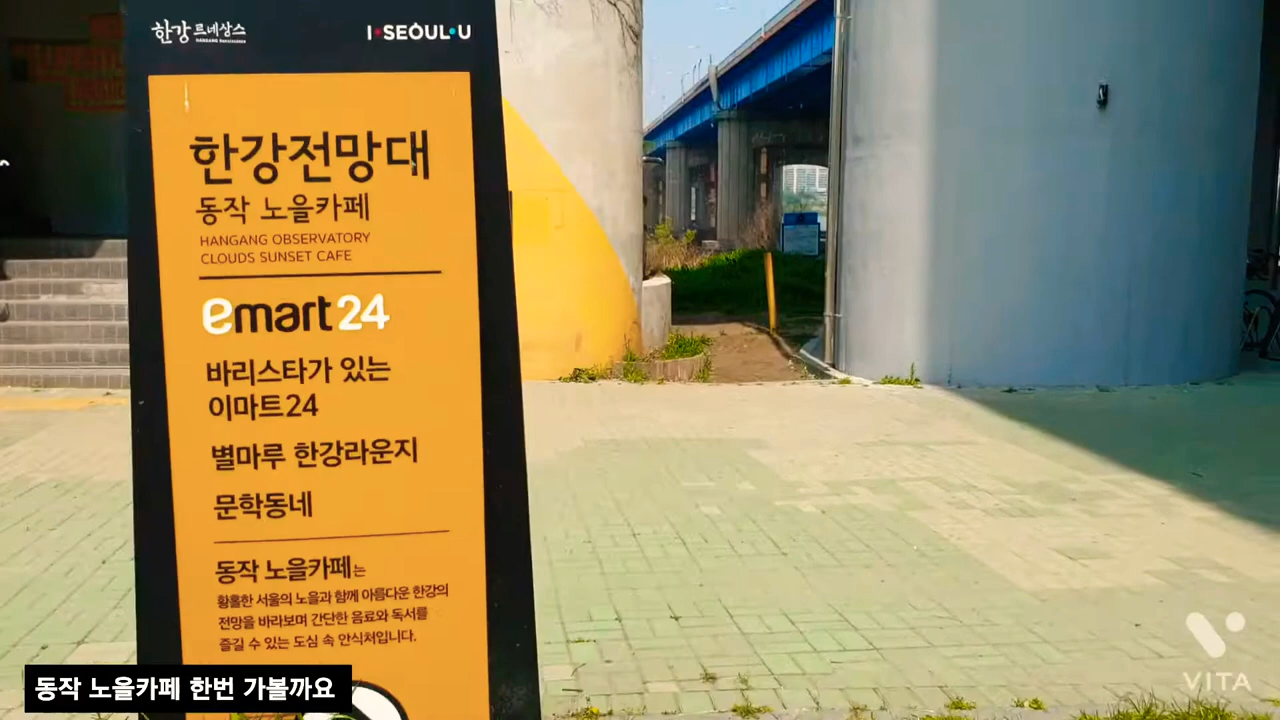 한강 르네상스
HANGANG Renaissance
I·SEOUL·U
한강전망대
동작 노을카페
HANGANG OBSERVATORY
CLOUDS SUNSET CAFE
emart24
바리스타가 있는
이마트24
별마루 한강라운지
문학동네
동작 노을카페는
황홀한 서울의 노을과 함께 아름다운 한강의
전망을 바라보며 간단한 음료와 독서를
즐길 수 있는 도심 속 안식처입니다.
동작 노을카페 한번 가볼까요
VITA